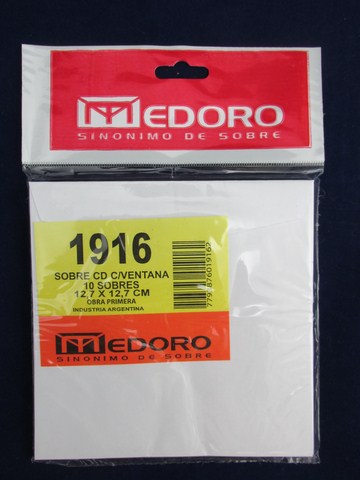 MEDORO
SINONIMO DE SOBRE
1916
SOBRE CD C/VENTANA
10 SOBRES
12,7 X 12,7 CM
OBRA PRIMERA
INDUSTRIA ARGENTINA
MEDORO
SINONIMO DE SOBRE